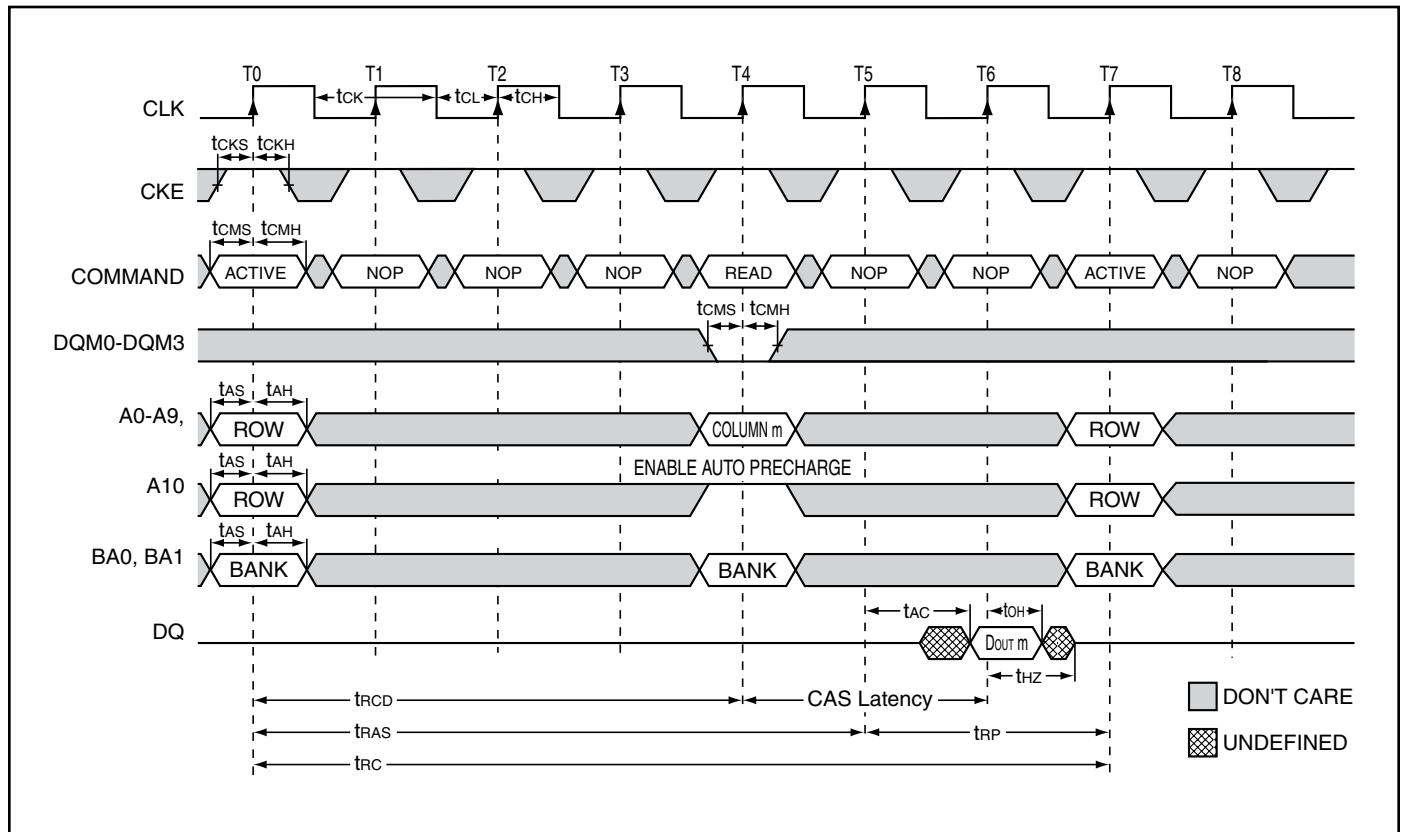 T0 T1 T2 T3 T4 T5 T6 T7 T8
CLK tCK tCL tCH
tCKS tCKH
CKE
tCMS tCMH
COMMAND ACTIVE NOP NOP NOP READ NOP NOP ACTIVE NOP
tCMS tCMH
DQM0-DQM3
tAS tAH
A0-A9, ROW COLUMN m ROW
ENABLE AUTO PRECHARGE
tAS tAH
A10 ROW ROW
tAS tAH
BA0, BA1 BANK BANK BANK
tAC tOH
DQ DOUT m
tHZ
tRCD CAS Latency
DON'T CARE
tRAS tRP
UNDEFINED
tRC